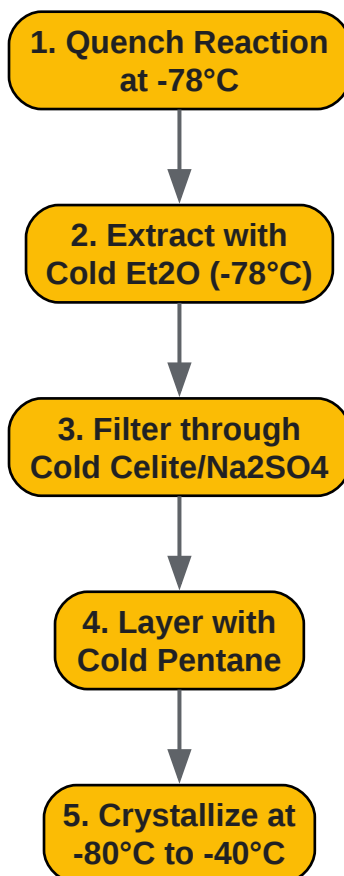 1. Quench Reaction
at -78°C
2. Extract with
Cold Et2O (-78°C)
3. Filter through
Cold Celite/Na2SO4
4. Layer with
Cold Pentane
5. Crystallize at
-80°C to -40°C